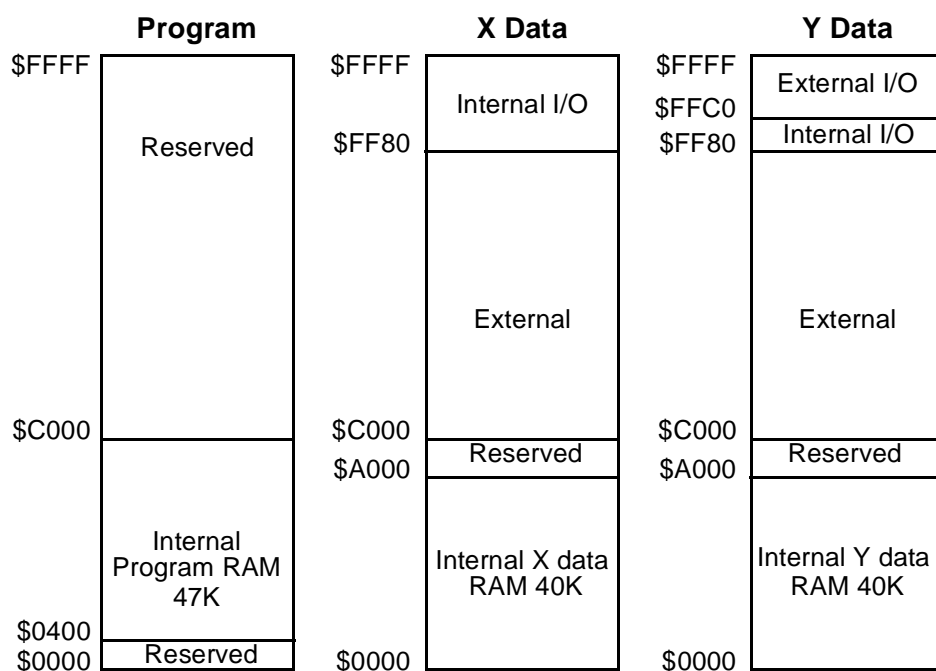 Program
$FFFF
Reserved
$C000
Internal
Program RAM
47K
$0400
Reserved
$0000
X Data
$FFFF
Internal I/O
$FF80
External
$C000
Reserved
$A000
Internal X data
RAM 40K
$0000
Y Data
$FFFF
External I/O
$FFC0
Internal I/O
$FF80
External
$C000
Reserved
$A000
Internal Y data
RAM 40K
$0000